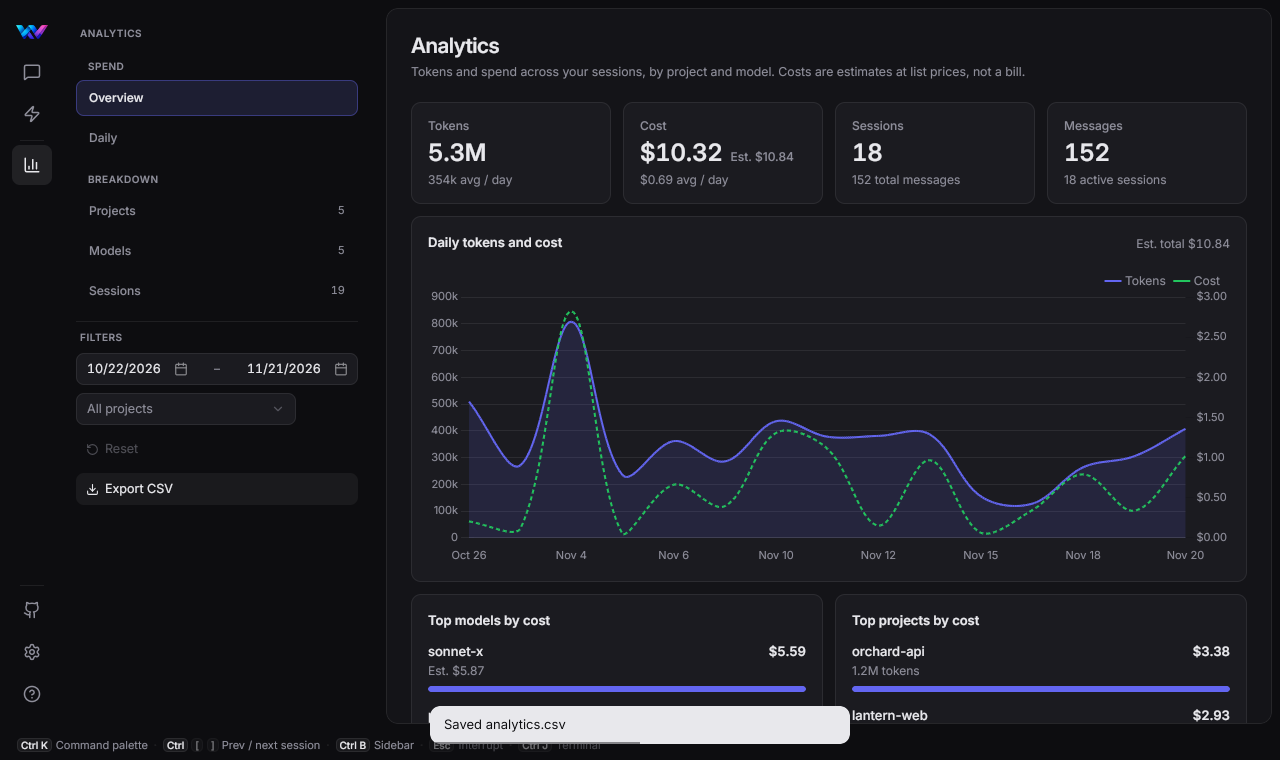 ANALYTICS
SPEND
Overview
Daily
BREAKDOWN
Projects 5
Models 5
Sessions 19
FILTERS
10/22/2026 – 11/21/2026
All projects
Reset
Export CSV
Analytics
Tokens and spend across your sessions, by project and model. Costs are estimates at list prices, not a bill.
Tokens
5.3M
354k avg / day
Cost
$10.32 Est. $10.84
$0.69 avg / day
Sessions
18
152 total messages
Messages
152
18 active sessions
Daily tokens and cost
Est. total $10.84
Tokens Cost
900k $3.00
800k $2.50
700k
600k $2.00
500k $1.50
400k
300k $1.00
200k $0.50
100k
0 $0.00
Oct 26 Nov 4 Nov 6 Nov 10 Nov 12 Nov 15 Nov 18 Nov 20
Top models by cost
sonnet-x $5.59
Est. $5.87
Top projects by cost
orchard-api $3.38
1.2M tokens
lantern-web $2.93
Saved analytics.csv
Ctrl K Command palette · Ctrl [ ] Prev / next session · Ctrl B Sidebar · Esc Interrupt · Ctrl J Terminal